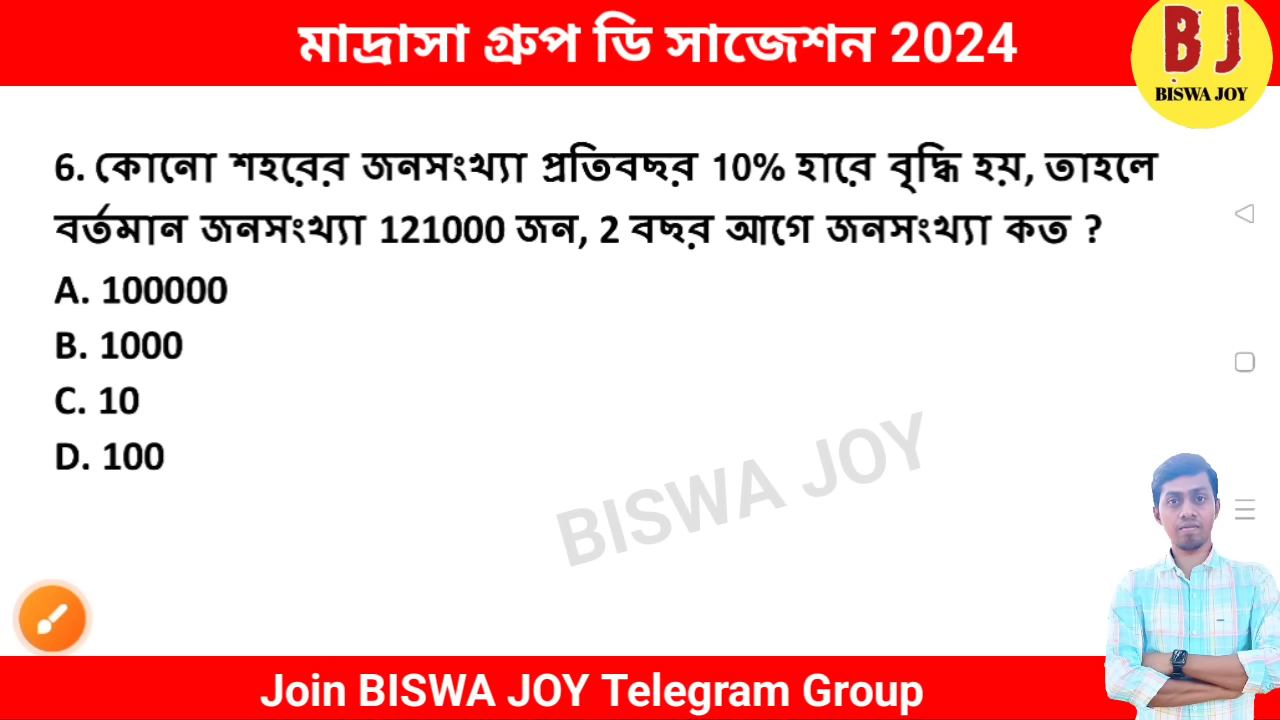 মাদ্রাসা গ্রুপ ডি সাজেশন 2024
BJ
BISWA JOY
6. কোনো শহরের জনসংখ্যা প্রতিবছর 10% হারে বৃদ্ধি হয়, তাহলে
বর্তমান জনসংখ্যা 121000 জন, 2 বছর আগে জনসংখ্যা কত ?
A. 100000
B. 1000
C. 10
D. 100
BISWA JOY
Join BISWA JOY Telegram Group